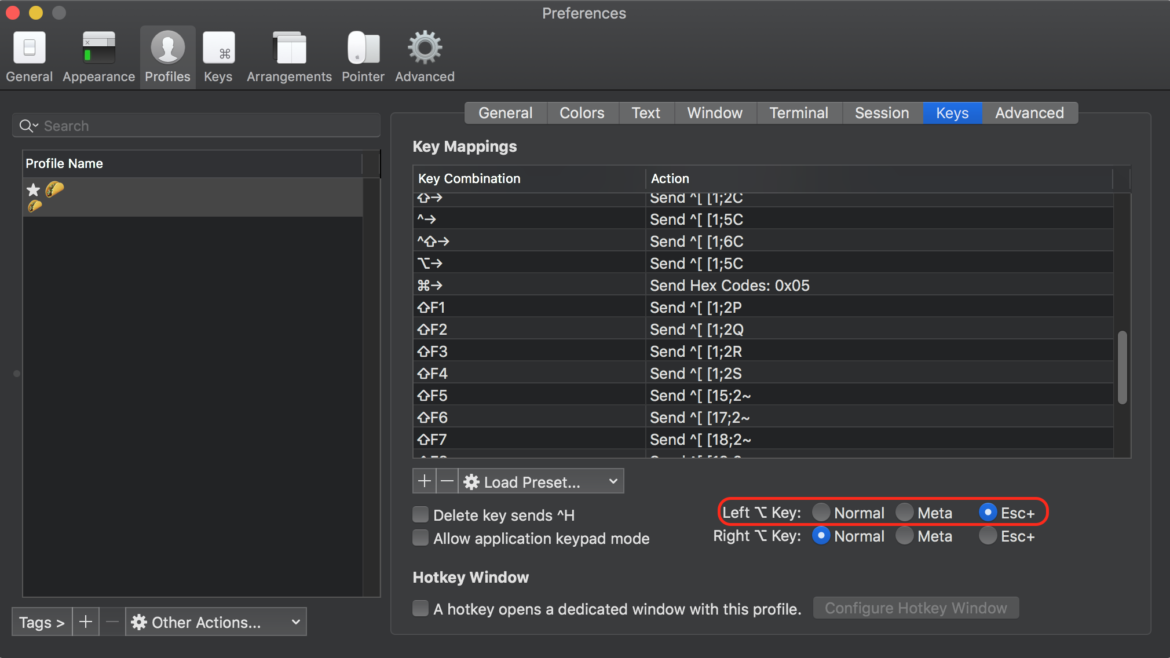 Preferences
General Appearance Profiles Keys Arrangements Pointer Advanced
General Colors Text Window Terminal Session Keys Advanced
Search
Profile Name
Key Mappings
Key Combination Action
⇧→ Send ^[ [1;2C
^→ Send ^[ [1;5C
^⇧→ Send ^[ [1;6C
⌥→ Send ^[ [1;5C
⌘→ Send Hex Codes: 0x05
⇧F1 Send ^[ [1;2P
⇧F2 Send ^[ [1;2Q
⇧F3 Send ^[ [1;2R
⇧F4 Send ^[ [1;2S
⇧F5 Send ^[ [15;2~
⇧F6 Send ^[ [17;2~
⇧F7 Send ^[ [18;2~
+ − Load Preset...
Delete key sends ^H
Allow application keypad mode
Left ⌥ Key: Normal Meta Esc+
Right ⌥ Key: Normal Meta Esc+
Hotkey Window
A hotkey opens a dedicated window with this profile. Configure Hotkey Window
Tags > + − Other Actions...